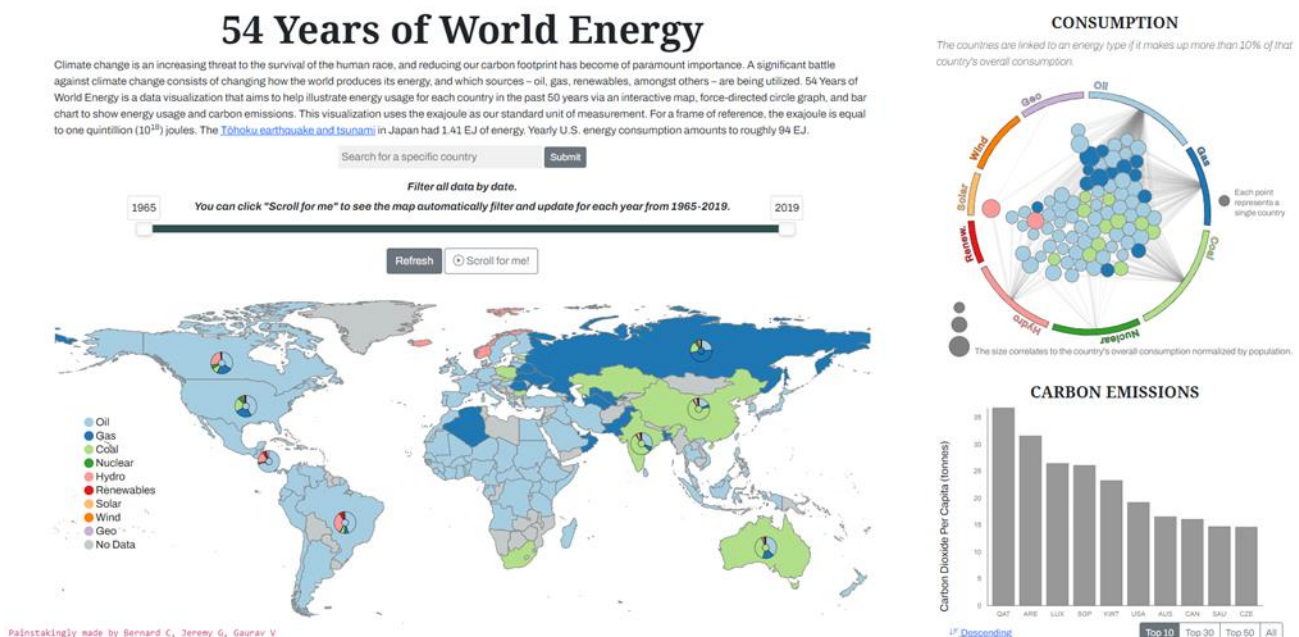 54 Years of World Energy
Climate change is an increasing threat to the survival of the human race, and reducing our carbon footprint has become of paramount importance. A significant battle
against climate change consists of changing how the world produces its energy, and which sources – oil, gas, renewables, amongst others – are being utilized. 54 Years of
World Energy is a data visualization that aims to help illustrate energy usage for each country in the past 50 years via an interactive map, force-directed circle graph, and bar
chart to show energy usage and carbon emissions. This visualization uses the exajoule as our standard unit of measurement. For a frame of reference, the exajoule is equal
to one quintillion (10¹⁸) joules. The Tōhoku earthquake and tsunami in Japan had 1.41 EJ of energy. Yearly U.S. energy consumption amounts to roughly 94 EJ.
Search for a specific country
Submit
Filter all data by date.
1965
You can click "Scroll for me" to see the map automatically filter and update for each year from 1965-2019.
2019
Refresh
Scroll for me!
Oil
Gas
Coal
Nuclear
Hydro
Renewables
Solar
Wind
Geo
No Data
Painstakingly made by Bernard C, Jeremy G, Gaurav V
CONSUMPTION
The countries are linked to an energy type if it makes up more than 10% of that
country's overall consumption.
Oil
Gas
Coal
Nuclear
Hydro
Renew.
Solar
Wind
Geo
Each point
represents a
single country
The size correlates to the country's overall consumption normalized by population.
CARBON EMISSIONS
Carbon Dioxide Per Capita (tonnes)
35
30
25
20
15
10
5
0
QAT ARE LUX SGP KWT USA AUS CAN SAU CZE
Descending
Top 10 Top 30 Top 50 All